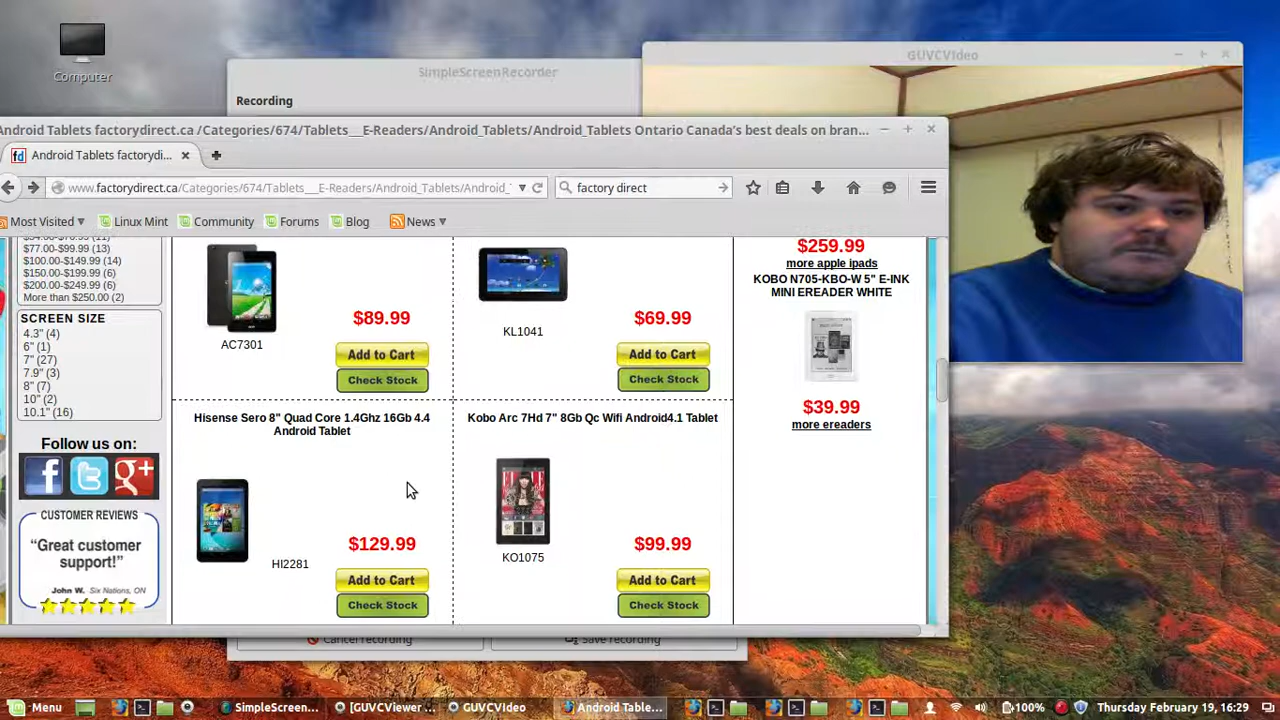 Computer
SimpleScreenRecorder
GUVCVIdeo
Recording
Android Tablets factorydirect.ca /Categories/674/Tablets__E-Readers/Android_Tablets/Android_Tablets Ontario Canada's best deals on bran...
fd Android Tablets factorydi...
www.factorydirect.ca/Categories/674/Tablets__E-Readers/Android_Tablets/Android_
factory direct
Most Visited
Linux Mint
Community
Forums
Blog
News
$77.00-$99.99 (13)
$100.00-$149.99 (14)
$150.00-$199.99 (6)
$200.00-$249.99 (6)
More than $250.00 (2)
SCREEN SIZE
4.3" (4)
6" (1)
7" (27)
7.9" (3)
8" (7)
10" (2)
10.1" (16)
Follow us on:
CUSTOMER REVIEWS
“Great customer
support!”
John W. Six Nations, ON
AC7301
$89.99
Add to Cart
Check Stock
KL1041
$69.99
Add to Cart
Check Stock
Hisense Sero 8" Quad Core 1.4Ghz 16Gb 4.4
Android Tablet
HI2281
$129.99
Add to Cart
Check Stock
Kobo Arc 7Hd 7" 8Gb Qc Wifi Android4.1 Tablet
KO1075
$99.99
Add to Cart
Check Stock
$259.99
more apple ipads
KOBO N705-KBO-W 5" E-INK
MINI EREADER WHITE
$39.99
more ereaders
Cancel recording
Save recording
Menu
SimpleScreen...
[GUVCViewer ...
GUVCVIdeo
Android Table...
100%
Thursday February 19, 16:29